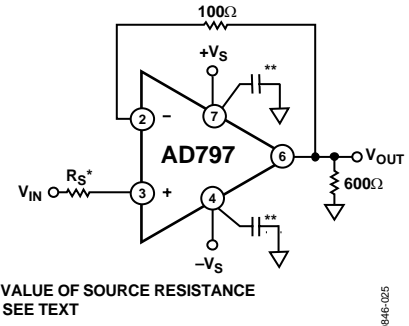 100Ω
+VS
**
2
−
7
AD797
6
VOUT
RS*
VIN
3
+
4
600Ω
**
−VS
VALUE OF SOURCE RESISTANCE
SEE TEXT
846-025